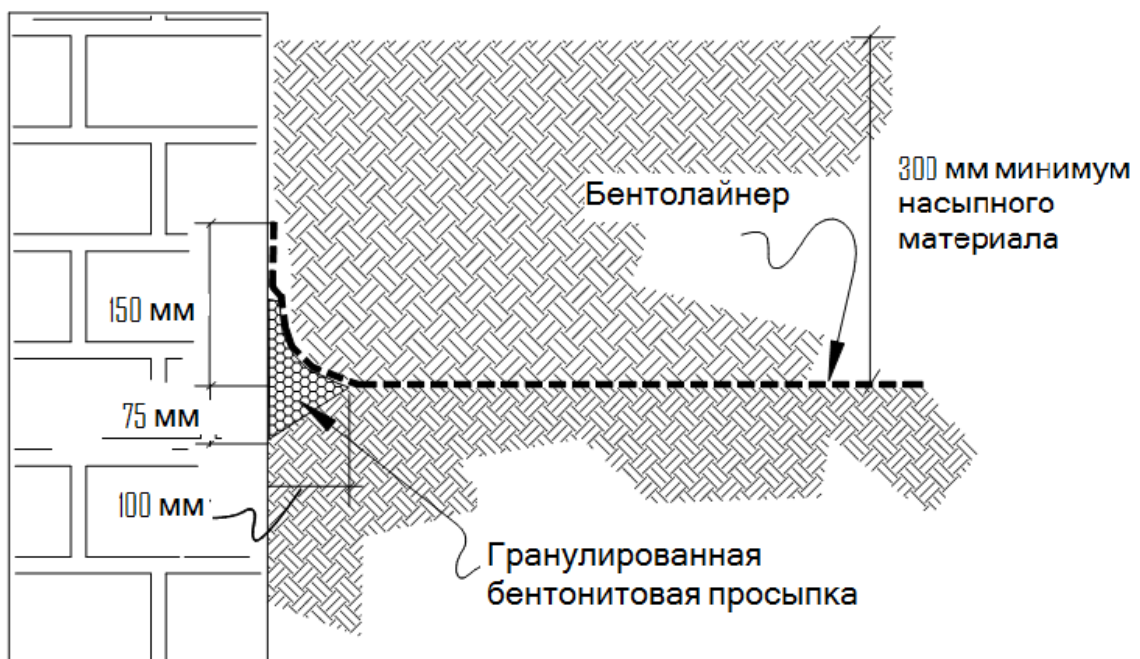 Бентолайнер
300 мм минимум
насыпного
материала
150 мм
75 мм
100 мм
Гранулированная
бентонитовая просыпка